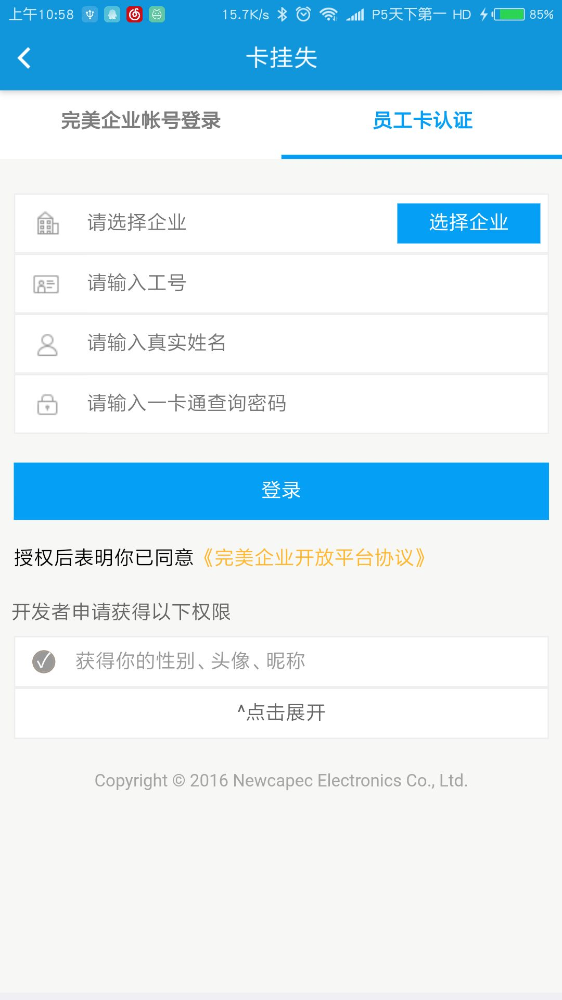 上午10:58 15.7K/s P5天下第一 HD 85%
卡挂失
完美企业帐号登录 员工卡认证
请选择企业 选择企业
请输入工号
请输入真实姓名
请输入一卡通查询密码
登录
授权后表明你已同意《完美企业开放平台协议》
开发者申请获得以下权限
获得你的性别、头像、昵称
^点击展开
Copyright © 2016 Newcapec Electronics Co., Ltd.